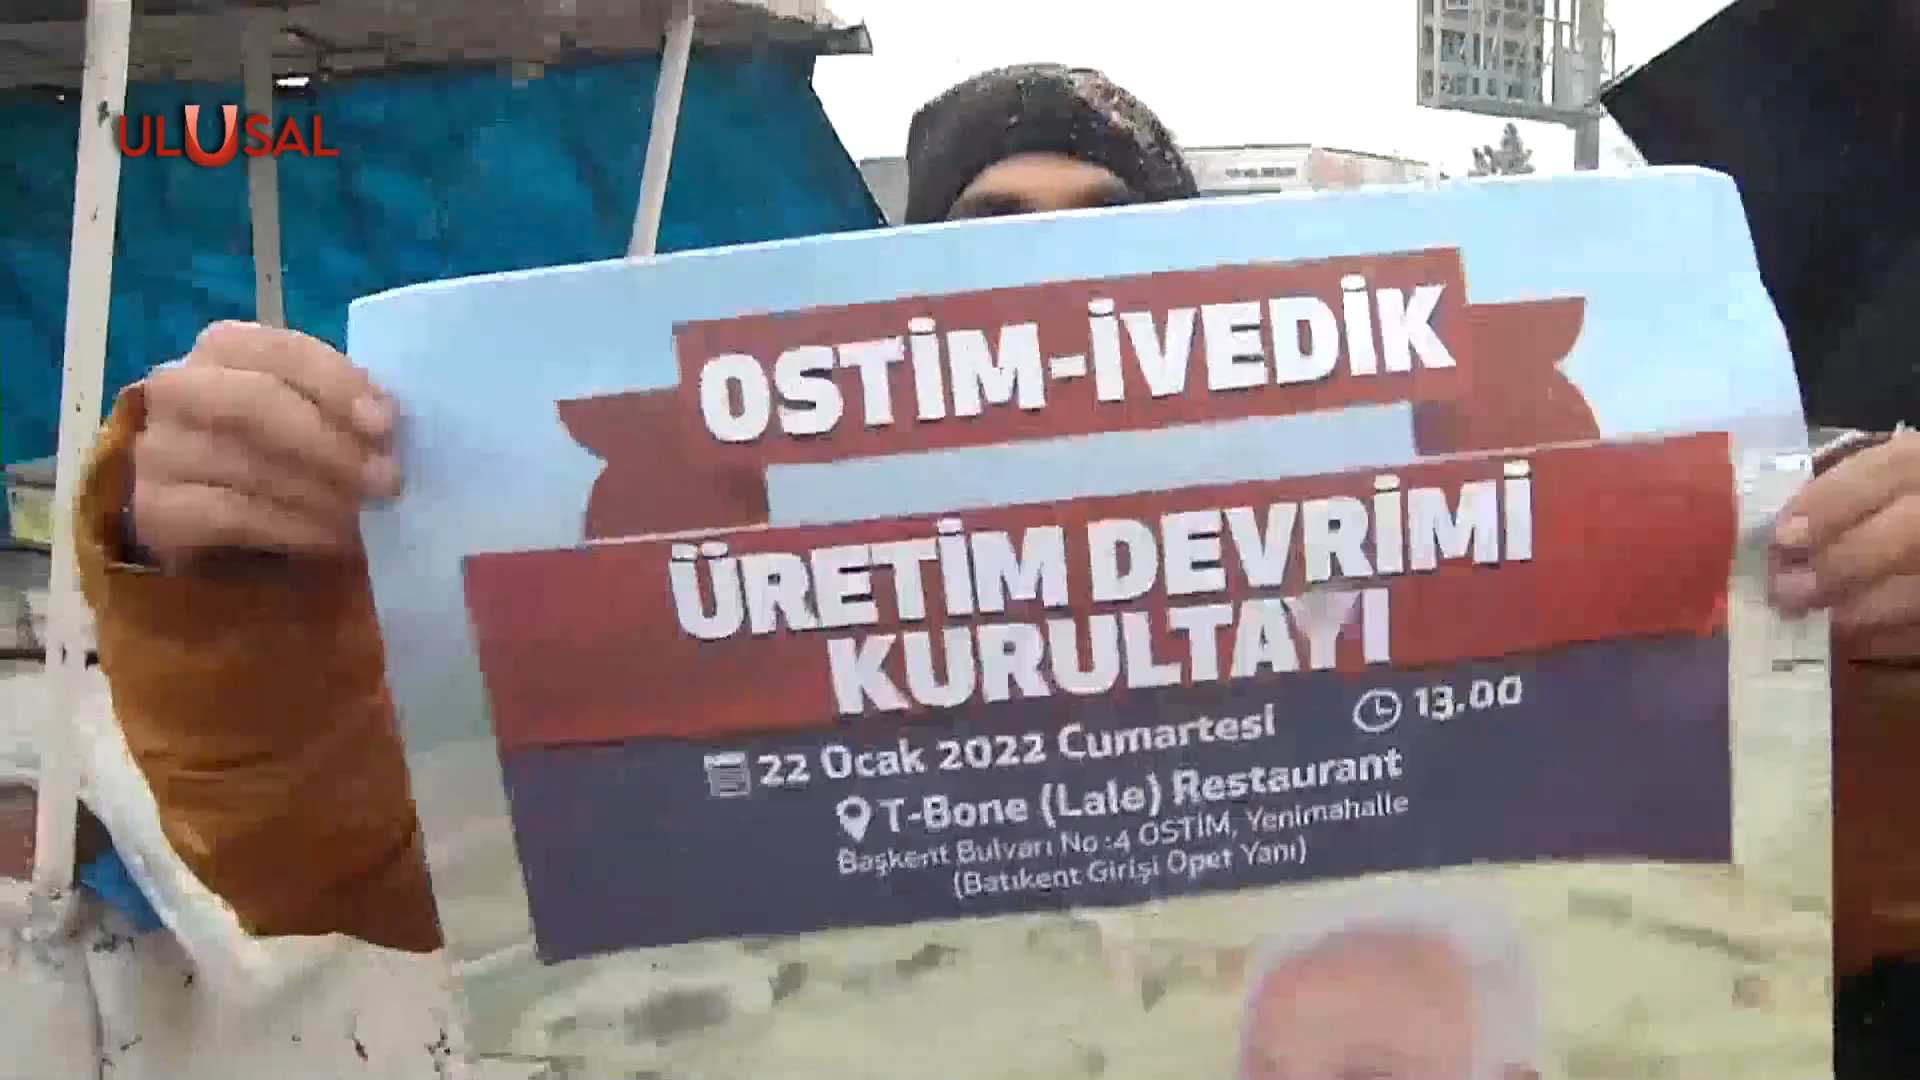 ULUSAL
OSTİM-İVEDİK
ÜRETİM DEVRİMİ
KURULTAYI
22 Ocak 2022 Cumartesi 13.00
T-Bone (Lale) Restaurant
Başkent Bulvarı No:4 OSTİM, Yenimahalle
(Batıkent Girişi Opet Yanı)